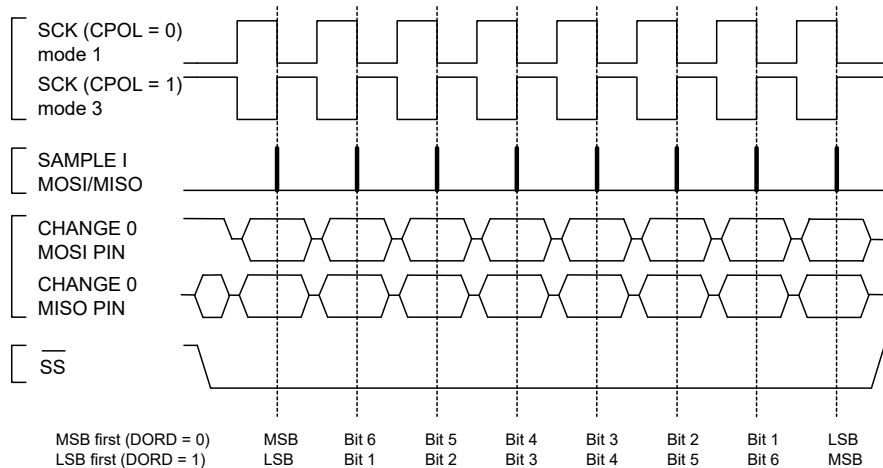 SCK (CPOL = 0)
mode 1
SCK (CPOL = 1)
mode 3
SAMPLE I
MOSI/MISO
CHANGE 0
MOSI PIN
CHANGE 0
MISO PIN
SS
MSB first (DORD = 0) MSB Bit 6 Bit 5 Bit 4 Bit 3 Bit 2 Bit 1 LSB
LSB first (DORD = 1) LSB Bit 1 Bit 2 Bit 3 Bit 4 Bit 5 Bit 6 MSB